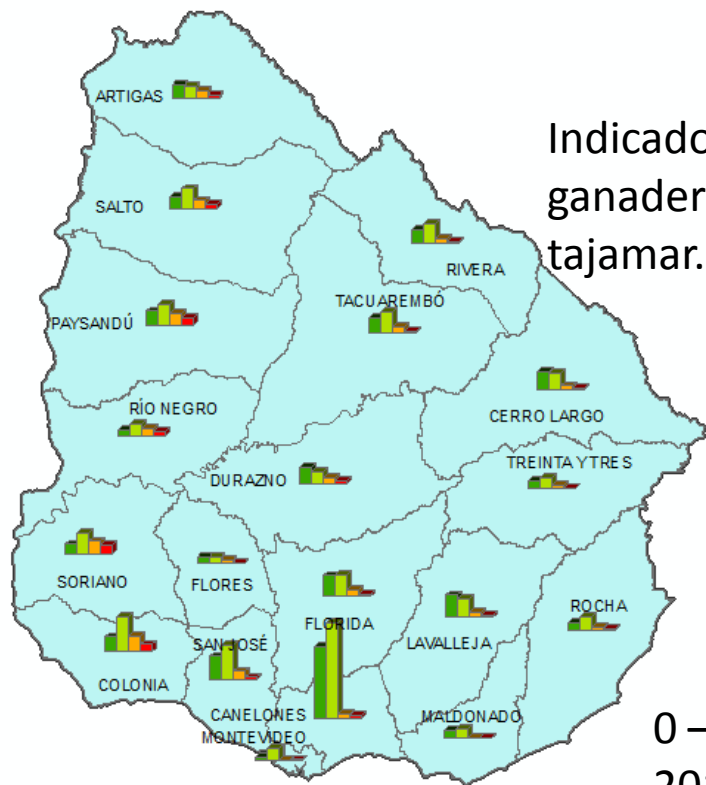 ARTIGAS
Indicado
ganader
tajamar.
SALTO
RIVERA
TACUAREMBÓ
PAYSANDÚ
RÍO NEGRO
CERRO LARGO
TREINTA Y TRES
DURAZNO
SORIANO
FLORES
FLORIDA
ROCHA
LAVALLEJA
SAN JOSÉ
COLONIA
CANELONES
MALDONADO
MONTEVIDEO
0 –